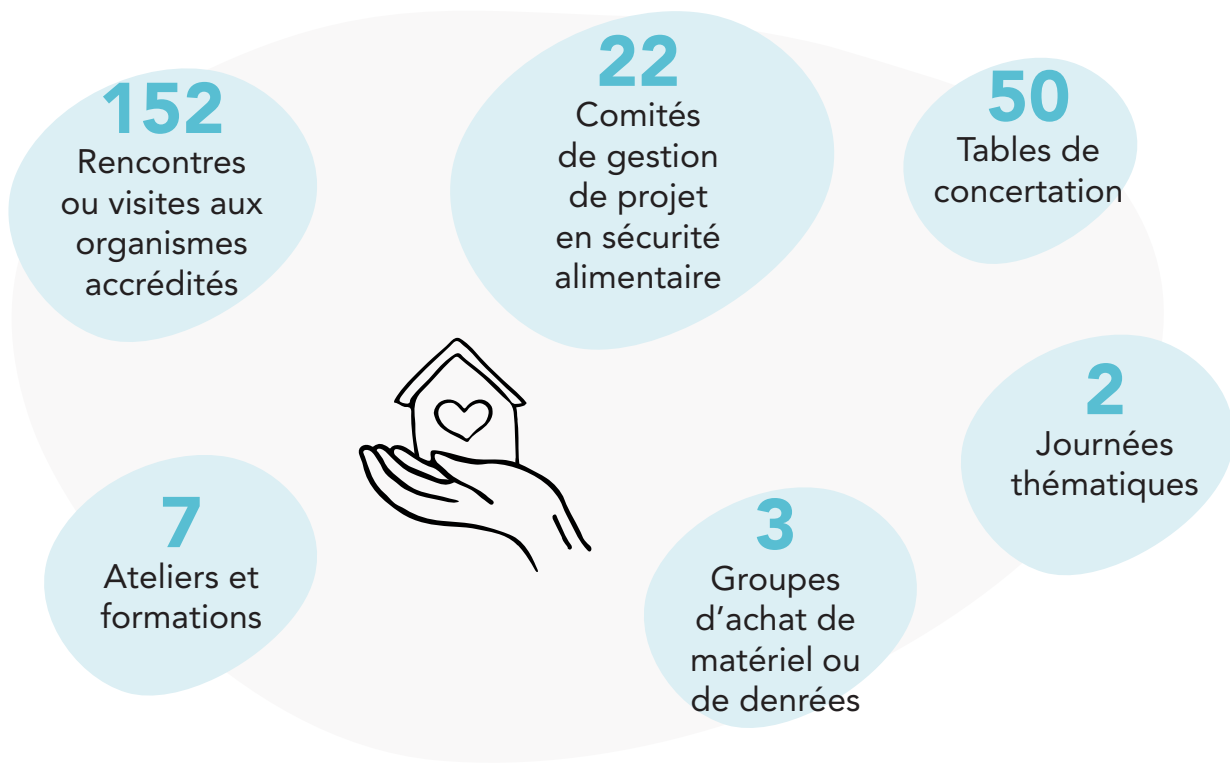 152
Rencontres
ou visites aux
organismes
accrédités
22
Comités
de gestion
de projet
en sécurité
alimentaire
50
Tables de
concertation
2
Journées
thématiques
7
Ateliers et
formations
3
Groupes
d’achat de
matériel ou
de denrées